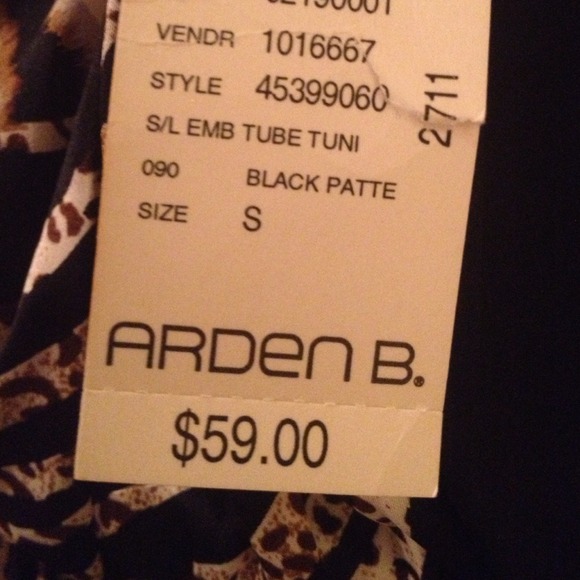 VENDR 1016667
STYLE 45399060
2711
S/L EMB TUBE TUNI
090 BLACK PATTE
SIZE S
ARDEN B.®
$59.00